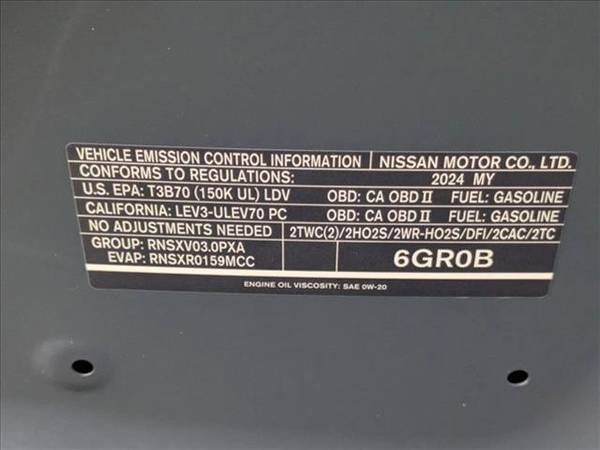 VEHICLE EMISSION CONTROL INFORMATION NISSAN MOTOR CO., LTD.
CONFORMS TO REGULATIONS: 2024 MY
U.S. EPA: T3B70 (150K UL) LDV OBD: CA OBD II FUEL: GASOLINE
CALIFORNIA: LEV3-ULEV70 PC OBD: CA OBD II FUEL: GASOLINE
NO ADJUSTMENTS NEEDED 2TWC(2)/2HO2S/2WR-HO2S/DFI/2CAC/2TC
GROUP: RNSXV03.0PXA
EVAP: RNSXR0159MCC
6GR0B
ENGINE OIL VISCOSITY: SAE 0W-20